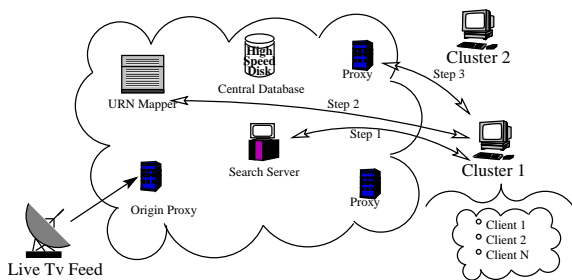 High
Speed
Disk
Central Database
URN Mapper
Proxy
Cluster 2
Step 3
Step 2
Step 1
Search Server
Cluster 1
Origin Proxy
Proxy
Live Tv Feed
Client 1
Client 2
Client N